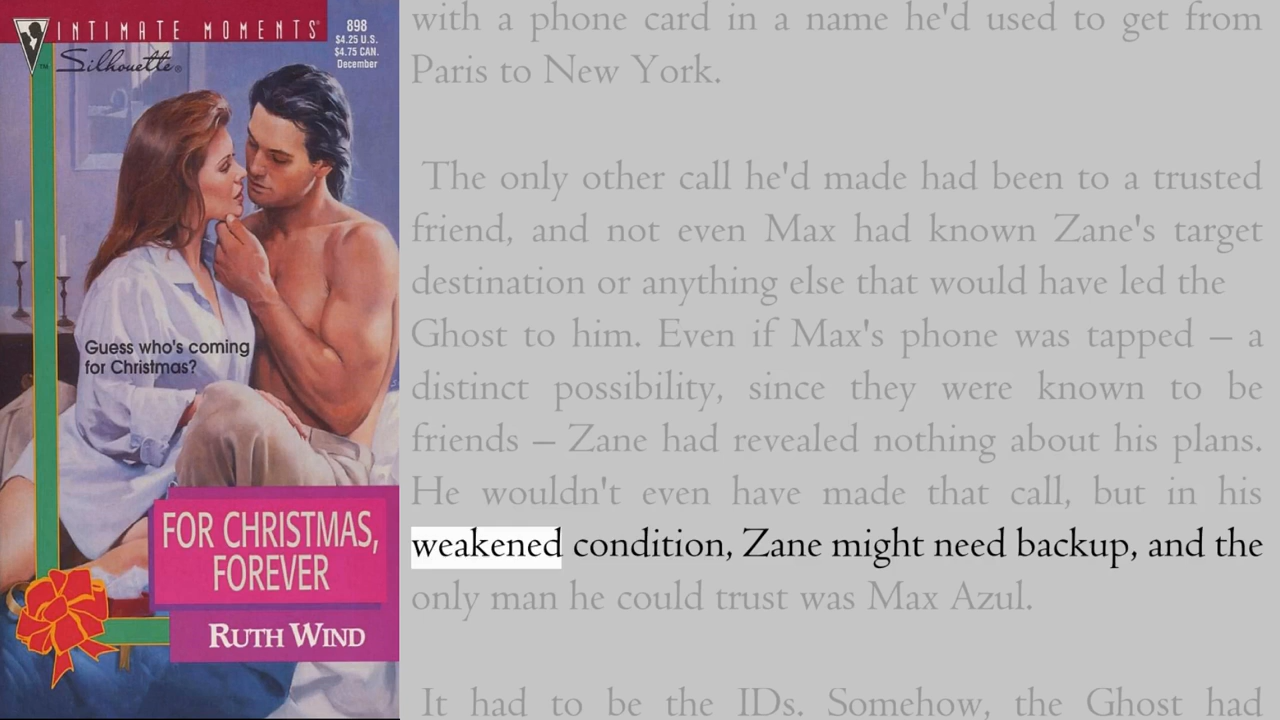 INTIMATE MOMENTS®
Silhouette®
TM
898
$4.25 U.S.
$4.75 CAN.
December
Guess who's coming
for Christmas?
FOR CHRISTMAS,
FOREVER
RUTH WIND
with a phone card in a name he'd used to get from
Paris to New York.
The only other call he'd made had been to a trusted
friend, and not even Max had known Zane's target
destination or anything else that would have led the
Ghost to him. Even if Max's phone was tapped – a
distinct possibility, since they were known to be
friends – Zane had revealed nothing about his plans.
He wouldn't even have made that call, but in his
weakened condition, Zane might need backup, and the
only man he could trust was Max Azul.
It had to be the IDs. Somehow, the Ghost had